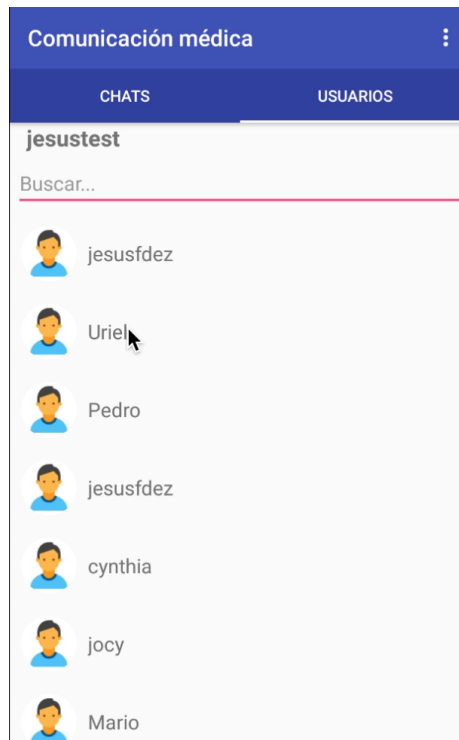 Comunicación médica
CHATS USUARIOS
jesustest
Buscar...
jesusfdez
Uriel
Pedro
jesusfdez
cynthia
jocy
Mario